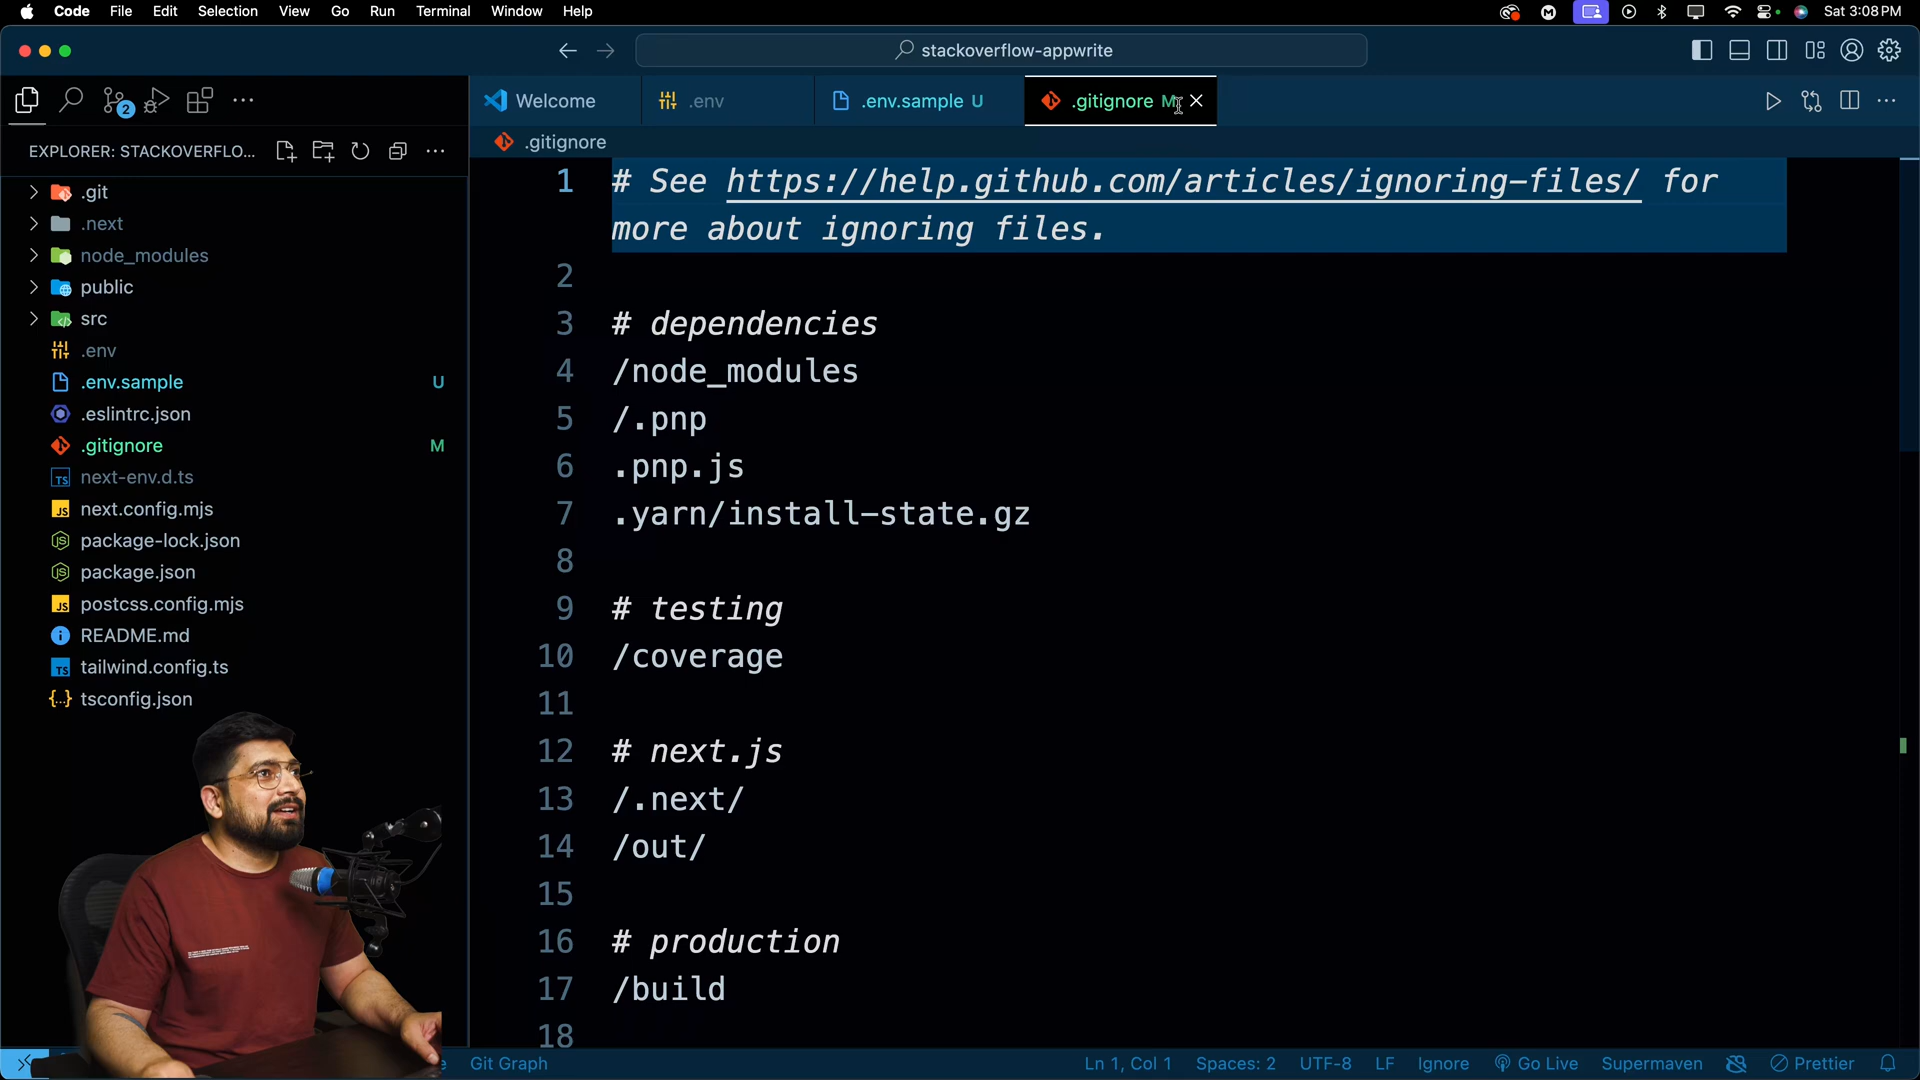 Code File Edit Selection View Go Run Terminal Window Help Sat 3:08 PM
stackoverflow-appwrite
2
Welcome .env .env.sample U .gitignore M
EXPLORER: STACKOVERFLO...
.gitignore
.git
.next
node_modules
public
src
.env
.env.sample U
.eslintrc.json
.gitignore M
next-env.d.ts
next.config.mjs
package-lock.json
package.json
postcss.config.mjs
README.md
tailwind.config.ts
tsconfig.json
1 # See https://help.github.com/articles/ignoring-files/ for
more about ignoring files.
2
3 # dependencies
4 /node_modules
5 /.pnp
6 .pnp.js
7 .yarn/install-state.gz
8
9 # testing
10 /coverage
11
12 # next.js
13 /.next/
14 /out/
15
16 # production
17 /build
18
Git Graph Ln 1, Col 1 Spaces: 2 UTF-8 LF Ignore Go Live Supermaven Prettier